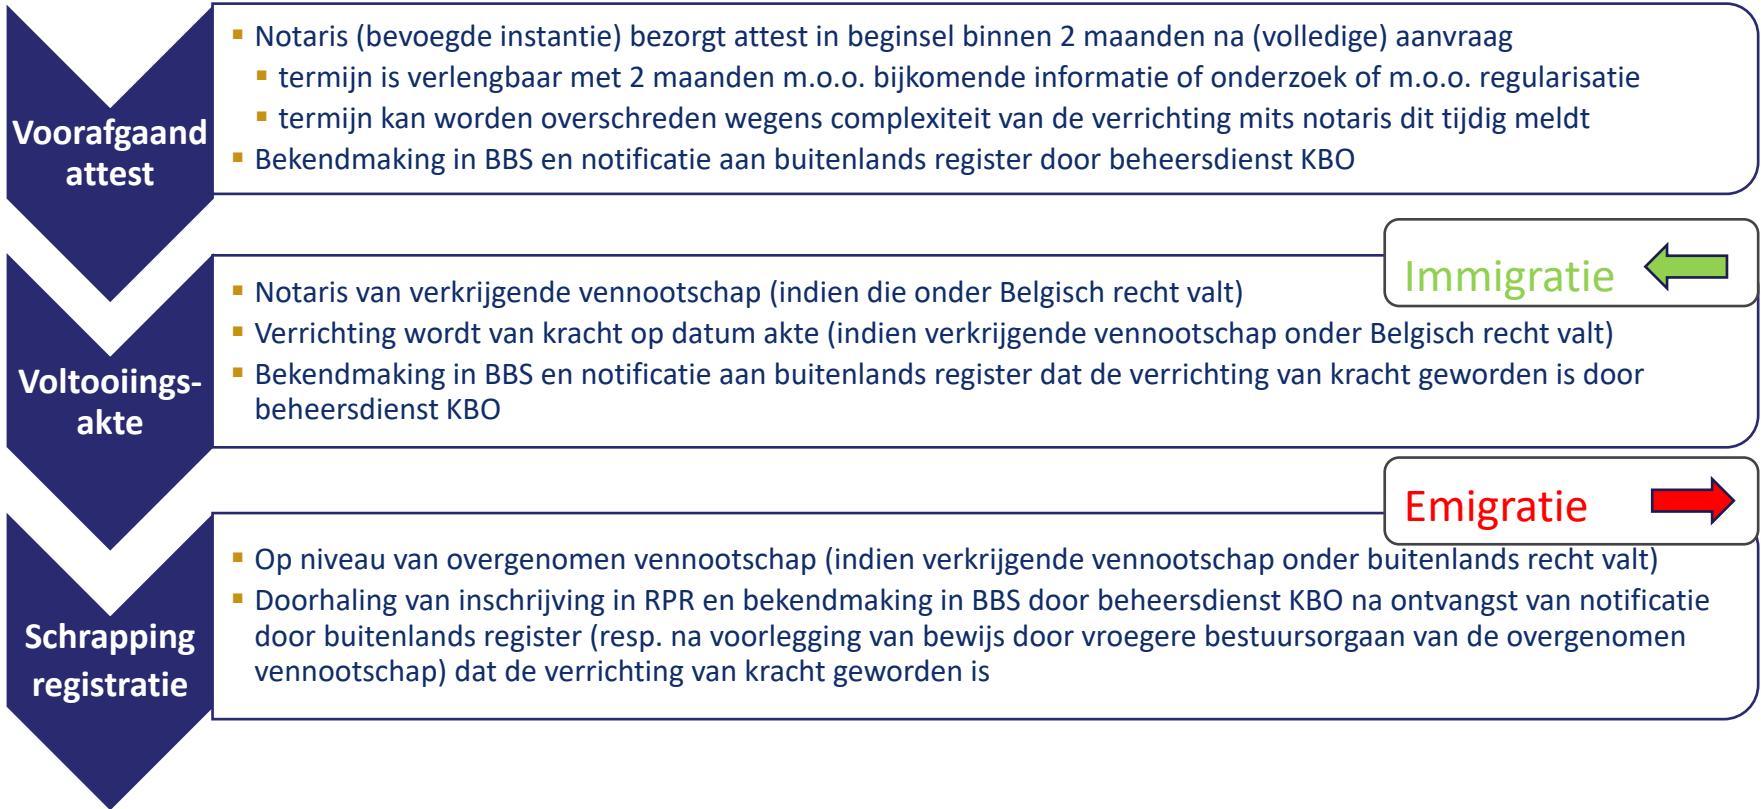 Voorafgaand
attest
▪ Notaris (bevoegde instantie) bezorgt attest in beginsel binnen 2 maanden na (volledige) aanvraag
▪ termijn is verlengbaar met 2 maanden m.o.o. bijkomende informatie of onderzoek of m.o.o. regularisatie
▪ termijn kan worden overschreden wegens complexiteit van de verrichting mits notaris dit tijdig meldt
▪ Bekendmaking in BBS en notificatie aan buitenlands register door beheersdienst KBO
Immigratie
Voltooiings-
akte
▪ Notaris van verkrijgende vennootschap (indien die onder Belgisch recht valt)
▪ Verrichting wordt van kracht op datum akte (indien verkrijgende vennootschap onder Belgisch recht valt)
▪ Bekendmaking in BBS en notificatie aan buitenlands register dat de verrichting van kracht geworden is door
beheersdienst KBO
Emigratie
Schrapping
registratie
▪ Op niveau van overgenomen vennootschap (indien verkrijgende vennootschap onder buitenlands recht valt)
▪ Doorhaling van inschrijving in RPR en bekendmaking in BBS door beheersdienst KBO na ontvangst van notificatie
door buitenlands register (resp. na voorlegging van bewijs door vroegere bestuursorgaan van de overgenomen
vennootschap) dat de verrichting van kracht geworden is